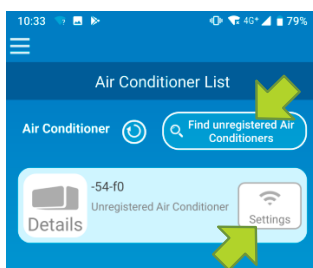 10:33 4G+ 79%
Air Conditioner List
Air Conditioner
Find unregistered Air
Conditioners
-54-f0
Unregistered Air Conditioner
Details
Settings